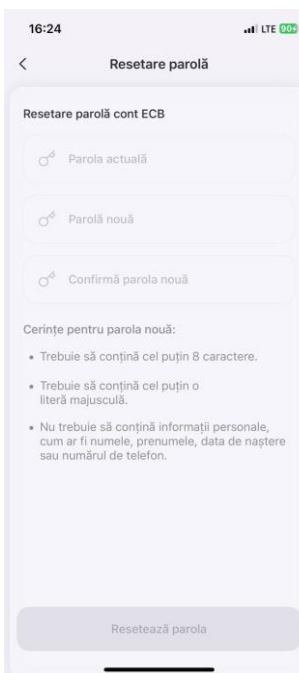 16:24
LTE 90+
Resetare parolă
Resetare parolă cont ECB
Parola actuală
Parolă nouă
Confirmă parola nouă
Cerințe pentru parola nouă:
• Trebuie să conțină cel puțin 8 caractere.
• Trebuie să conțină cel puțin o
literă majusculă.
• Nu trebuie să conțină informații personale,
cum ar fi numele, prenumele, data de naștere
sau numărul de telefon.
Resetează parola